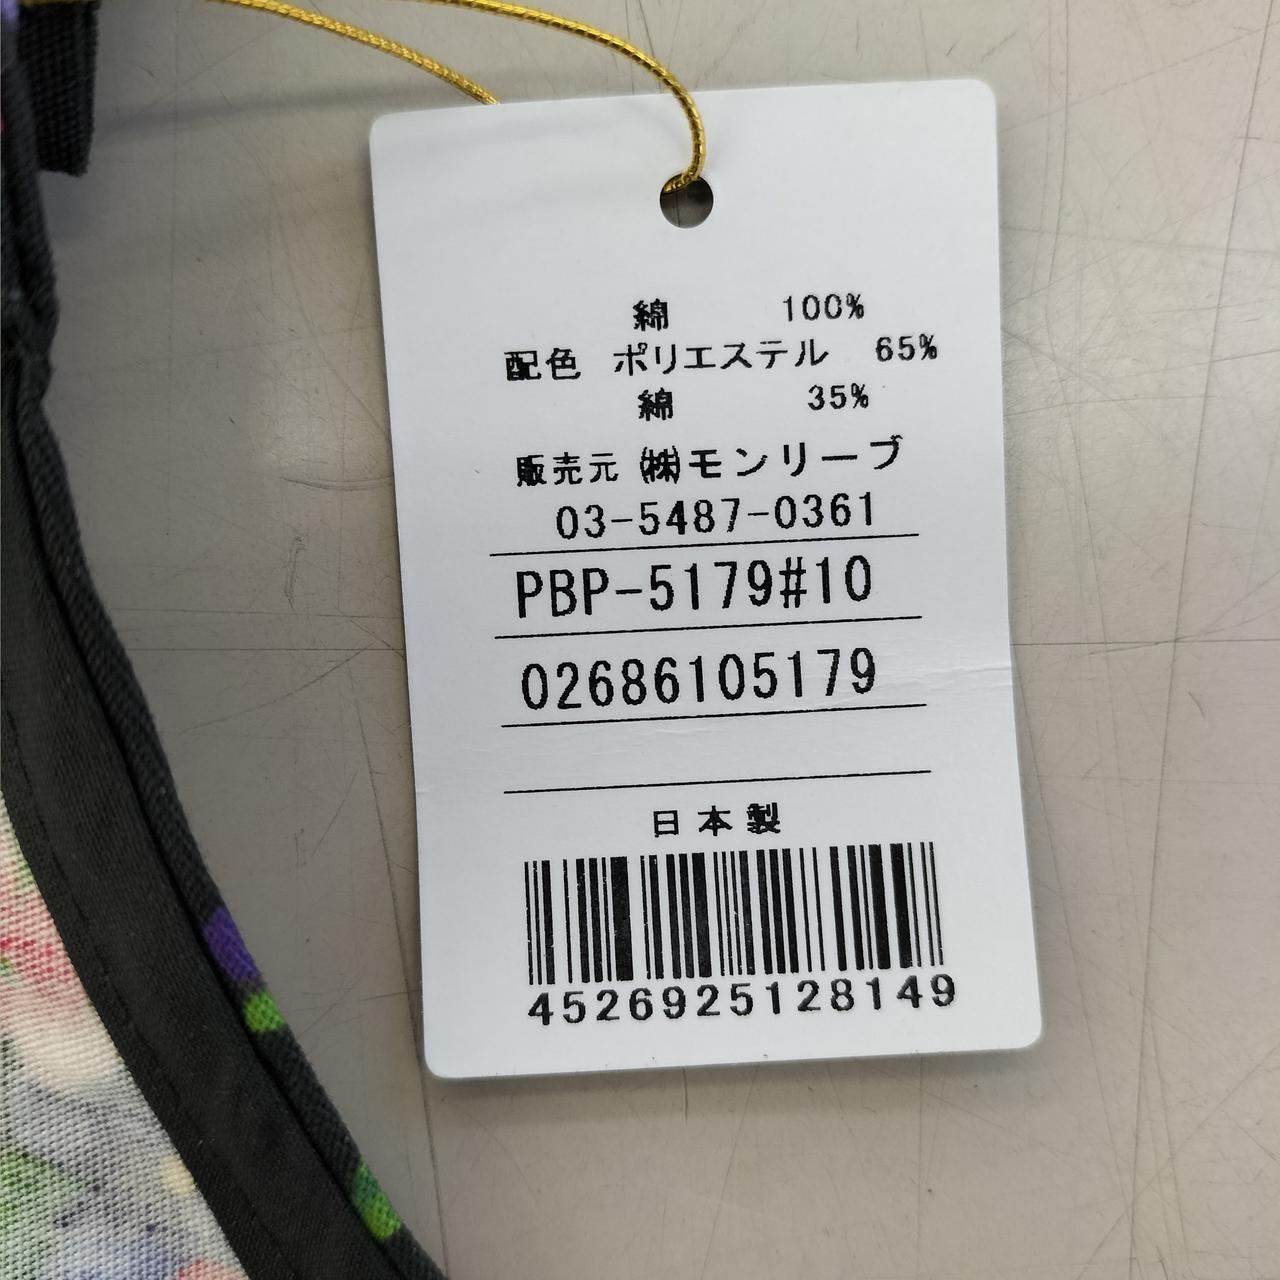 綿 100%
配色 ポリエステル 65%
綿 35%
販売元 ㈱モンリーブ
03-5487-0361
PBP-5179#10
02686105179
日本製
4526925128149